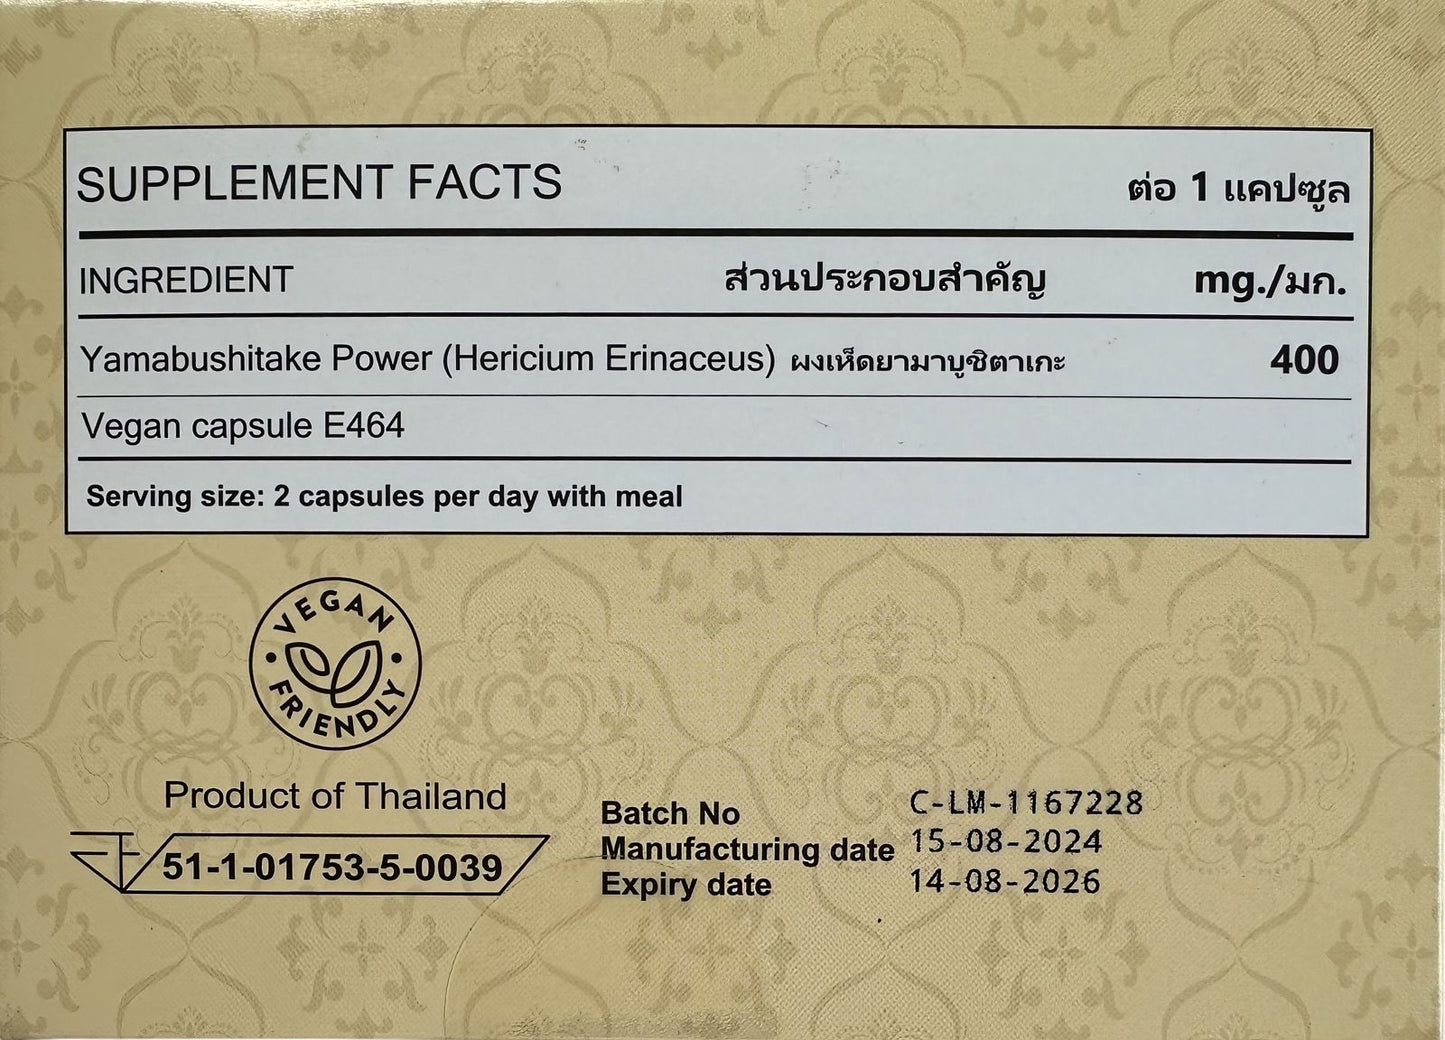 SUPPLEMENT FACTS ต่อ 1 แคปซูล
INGREDIENT ส่วนประกอบสำคัญ mg./มก.
Yamabushitake Power (Hericium Erinaceus) ผงเห็ดยามาบูชิตาเกะ 400
Vegan capsule E464
Serving size: 2 capsules per day with meal
VEGAN
FRIENDLY
Product of Thailand
51-1-01753-5-0039
Batch No C-LM-1167228
Manufacturing date 15-08-2024
Expiry date 14-08-2026